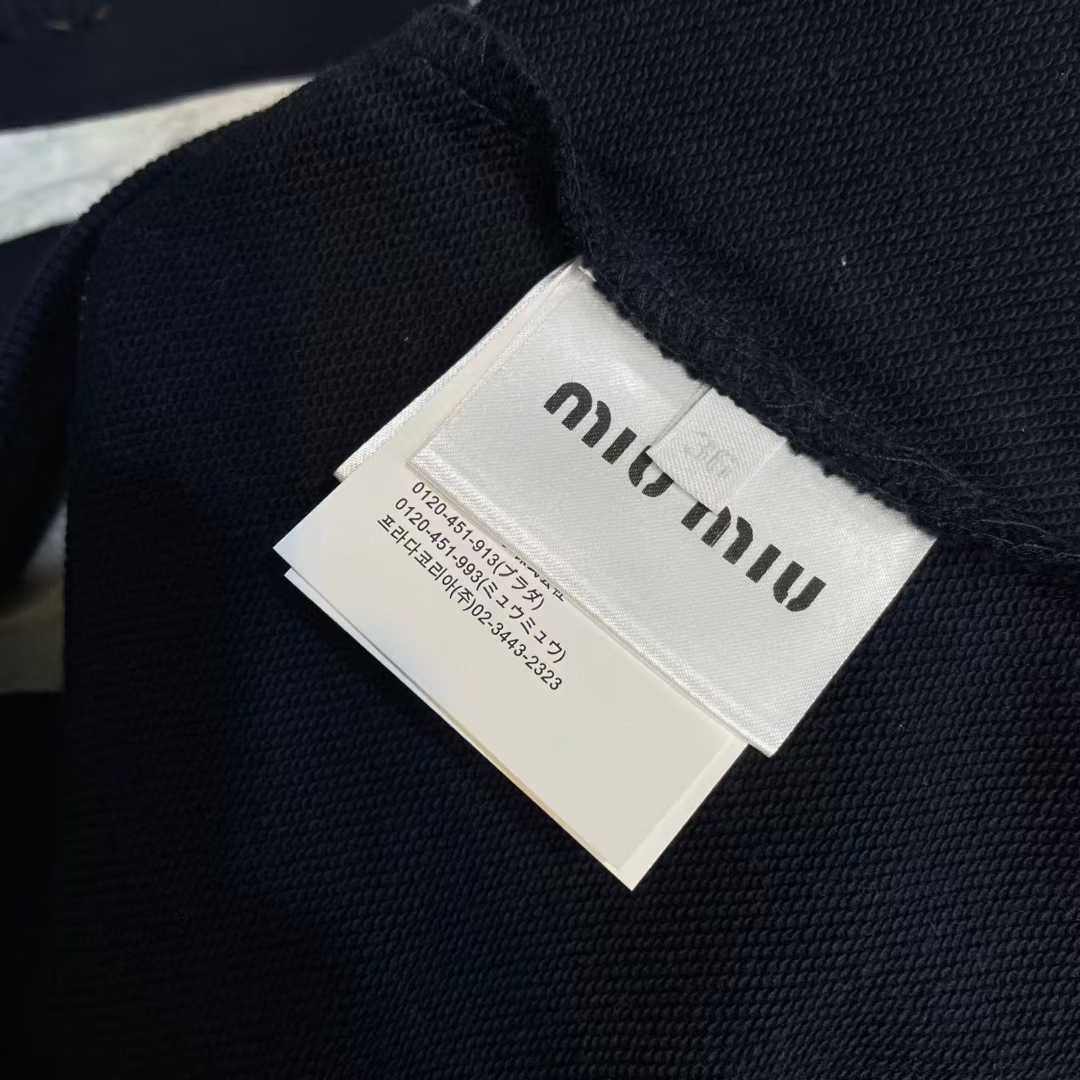 miu miu
36
0120-451-913(プラダ)
0120-451-993(ミュウミュウ)
프라다코리아(주)02-3443-2323